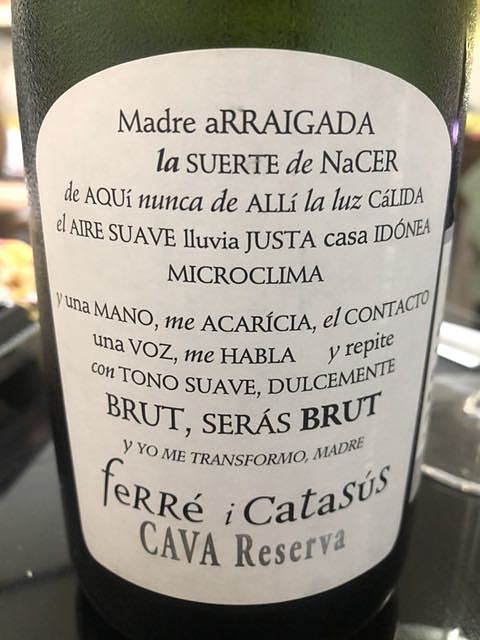 Madre aRRAIGADA
la SUERTE de NaCER
de AQUí nunca de ALLí la luz CáLIDA
el AIRE SUAVE lluvia JUSTA casa IDÓNEA
MICROCLIMA
y una MANO, me ACARÍCIA, el CONTACTO
una VOZ, me HABLA y repite
con TONO SUAVE, DULCEMENTE
BRUT, SERÁS BRUT
y YO ME TRANSFORMO, MADRE
feRRé i Catasús
CAVA Reserva